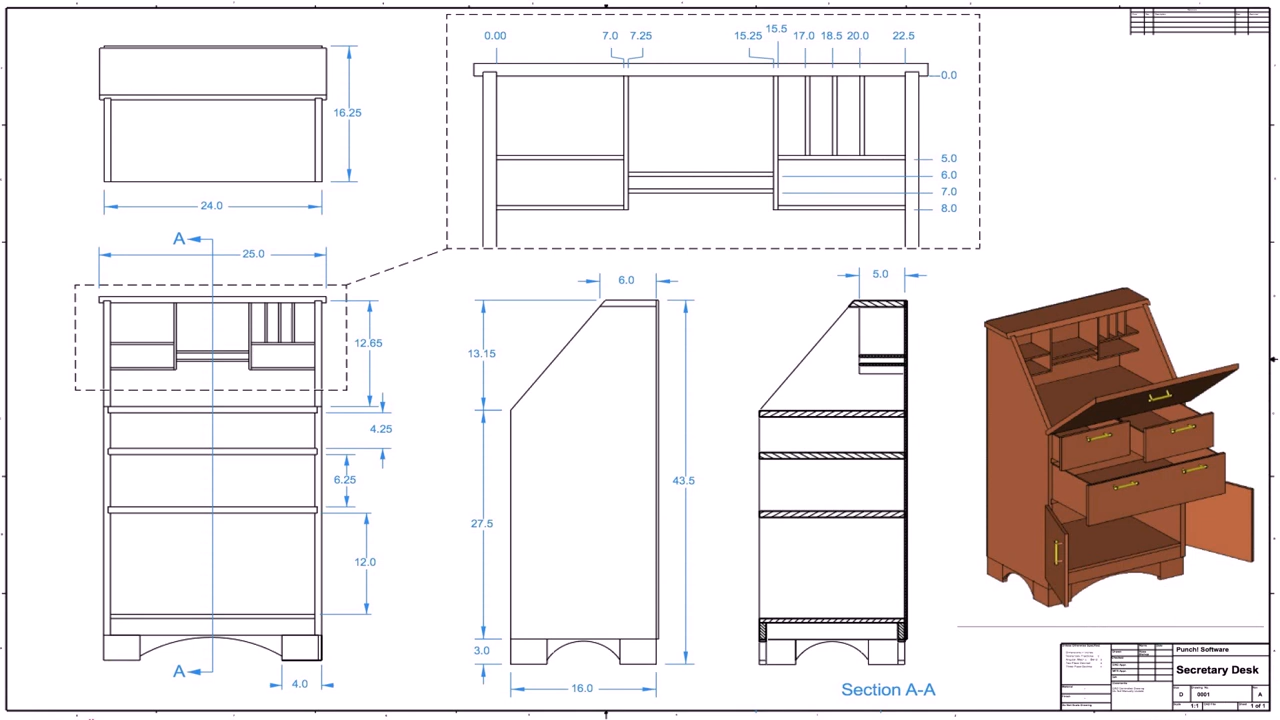 0.00 7.0 7.25 15.25 15.5 17.0 18.5 20.0 22.5
0.0
5.0
6.0
7.0
8.0
16.25
24.0
A
25.0
12.65
4.25
6.25
12.0
A
4.0
6.0
13.15
27.5
43.5
3.0
16.0
5.0
Section A-A
Punch! Software
Secretary Desk
D
0001
A
1:1
1 of 1